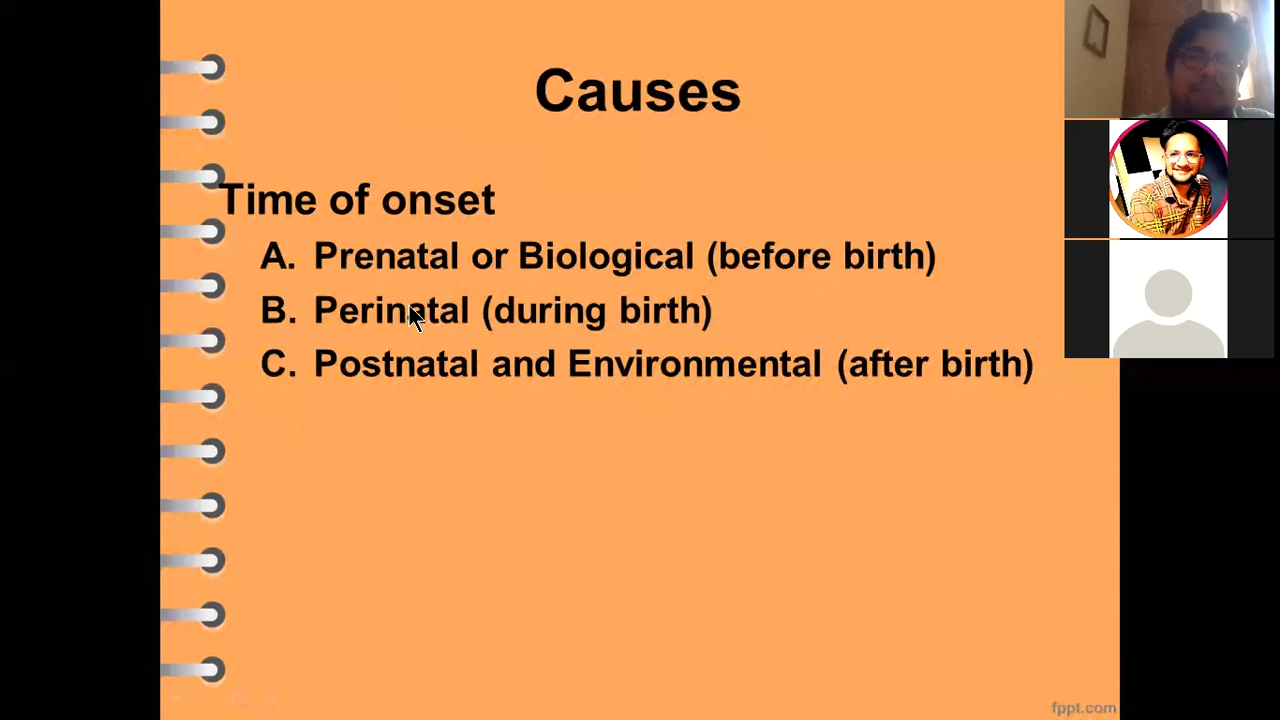 Causes
Time of onset
A. Prenatal or Biological (before birth)
B. Perinatal (during birth)
C. Postnatal and Environmental (after birth)
fppt.com